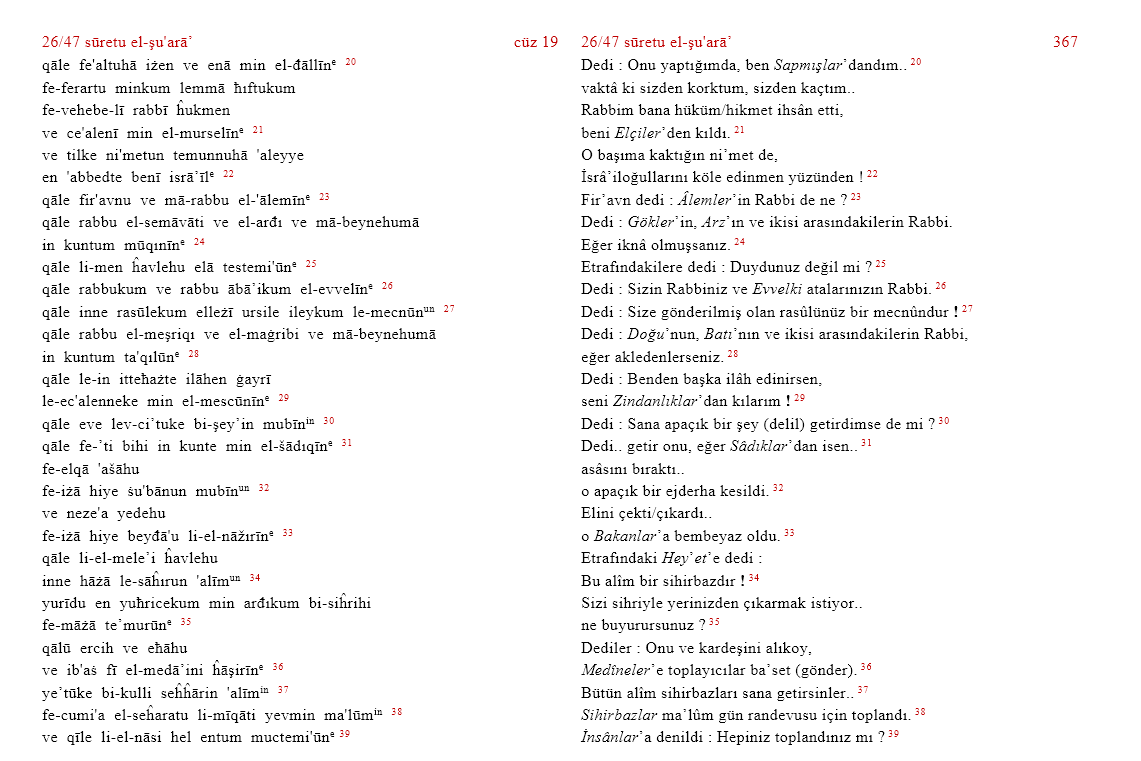 26/47 sūretu el-şu'arā’ cüz 19
qāle fe'altuhā iżen ve enā min el-đāllīnᵉ 20
fe-ferartu minkum lemmā ħıftukum
fe-vehebe-lī rabbī ĥukmen
ve ce'alenī min el-murselīnᵉ 21
ve tilke ni'metun temunnuhā 'aleyye
en 'abbedte benī isrā’īlᵉ 22
qāle fir'avnu ve mā-rabbu el-'ālemīnᵉ 23
qāle rabbu el-semāvāti ve el-arđı ve mā-beynehumā
in kuntum mūqınīnᵉ 24
qāle li-men ĥavlehu elā testemi'ūnᵉ 25
qāle rabbukum ve rabbu ābā’ikum el-evvelīnᵉ 26
qāle inne rasūlekum elleżī ursile ileykum le-mecnūnᵘⁿ 27
qāle rabbu el-meşriqı ve el-maġribi ve mā-beynehumā
in kuntum ta'qılūnᵉ 28
qāle le-in itteħażte ilāhen ġayrī
le-ec'alenneke min el-mescūnīnᵉ 29
qāle eve lev-ci’tuke bi-şey’in mubīnⁱⁿ 30
qāle fe-’ti bihi in kunte min el-šādıqīnᵉ 31
fe-elqā 'ašāhu
fe-iżā hiye śu'bānun mubīnᵘⁿ 32
ve neze'a yedehu
fe-iżā hiye beyđā'u li-el-nāžırīnᵉ 33
qāle li-el-mele’i ĥavlehu
inne hāżā le-sāĥırun 'alīmᵘⁿ 34
yurīdu en yuħricekum min arđıkum bi-siĥrihi
fe-māżā te’murūnᵉ 35
qālū ercih ve eħāhu
ve ib'aś fī el-medā’ini ĥāşirīnᵉ 36
ye’tūke bi-kulli seĥĥārin 'alīmⁱⁿ 37
fe-cumi'a el-seĥaratu li-mīqāti yevmin ma'lūmⁱⁿ 38
ve qīle li-el-nāsi hel entum muctemi'ūnᵉ 39
26/47 sūretu el-şu'arā’ 367
Dedi : Onu yaptığımda, ben Sapmışlar’dandım.. 20
vaktâ ki sizden korktum, sizden kaçtım..
Rabbim bana hüküm/hikmet ihsân etti,
beni Elçiler’den kıldı. 21
O başıma kaktığın ni’met de,
İsrâ’iloğullarını köle edinmen yüzünden ! 22
Fir’avn dedi : Âlemler’in Rabbi de ne ? 23
Dedi : Gökler’in, Arz’ın ve ikisi arasındakilerin Rabbi.
Eğer iknâ olmuşsanız. 24
Etrafındakilere dedi : Duydunuz değil mi ? 25
Dedi : Sizin Rabbiniz ve Evvelki atalarınızın Rabbi. 26
Dedi : Size gönderilmiş olan rasûlünüz bir mecnûndur ! 27
Dedi : Doğu’nun, Batı’nın ve ikisi arasındakilerin Rabbi,
eğer akledenlerseniz. 28
Dedi : Benden başka ilâh edinirsen,
seni Zindanlıklar’dan kılarım ! 29
Dedi : Sana apaçık bir şey (delil) getirdimse de mi ? 30
Dedi.. getir onu, eğer Sâdıklar’dan isen.. 31
asâsını bıraktı..
o apaçık bir ejderha kesildi. 32
Elini çekti/çıkardı..
o Bakanlar’a bembeyaz oldu. 33
Etrafındaki Hey’et’e dedi :
Bu alîm bir sihirbazdır ! 34
Sizi sihriyle yerinizden çıkarmak istiyor..
ne buyurursunuz ? 35
Dediler : Onu ve kardeşini alıkoy,
Medîneler’e toplayıcılar ba’set (gönder). 36
Bütün alîm sihirbazları sana getirsinler.. 37
Sihirbazlar ma’lûm gün randevusu için toplandı. 38
İnsânlar’a denildi : Hepiniz toplandınız mı ? 39